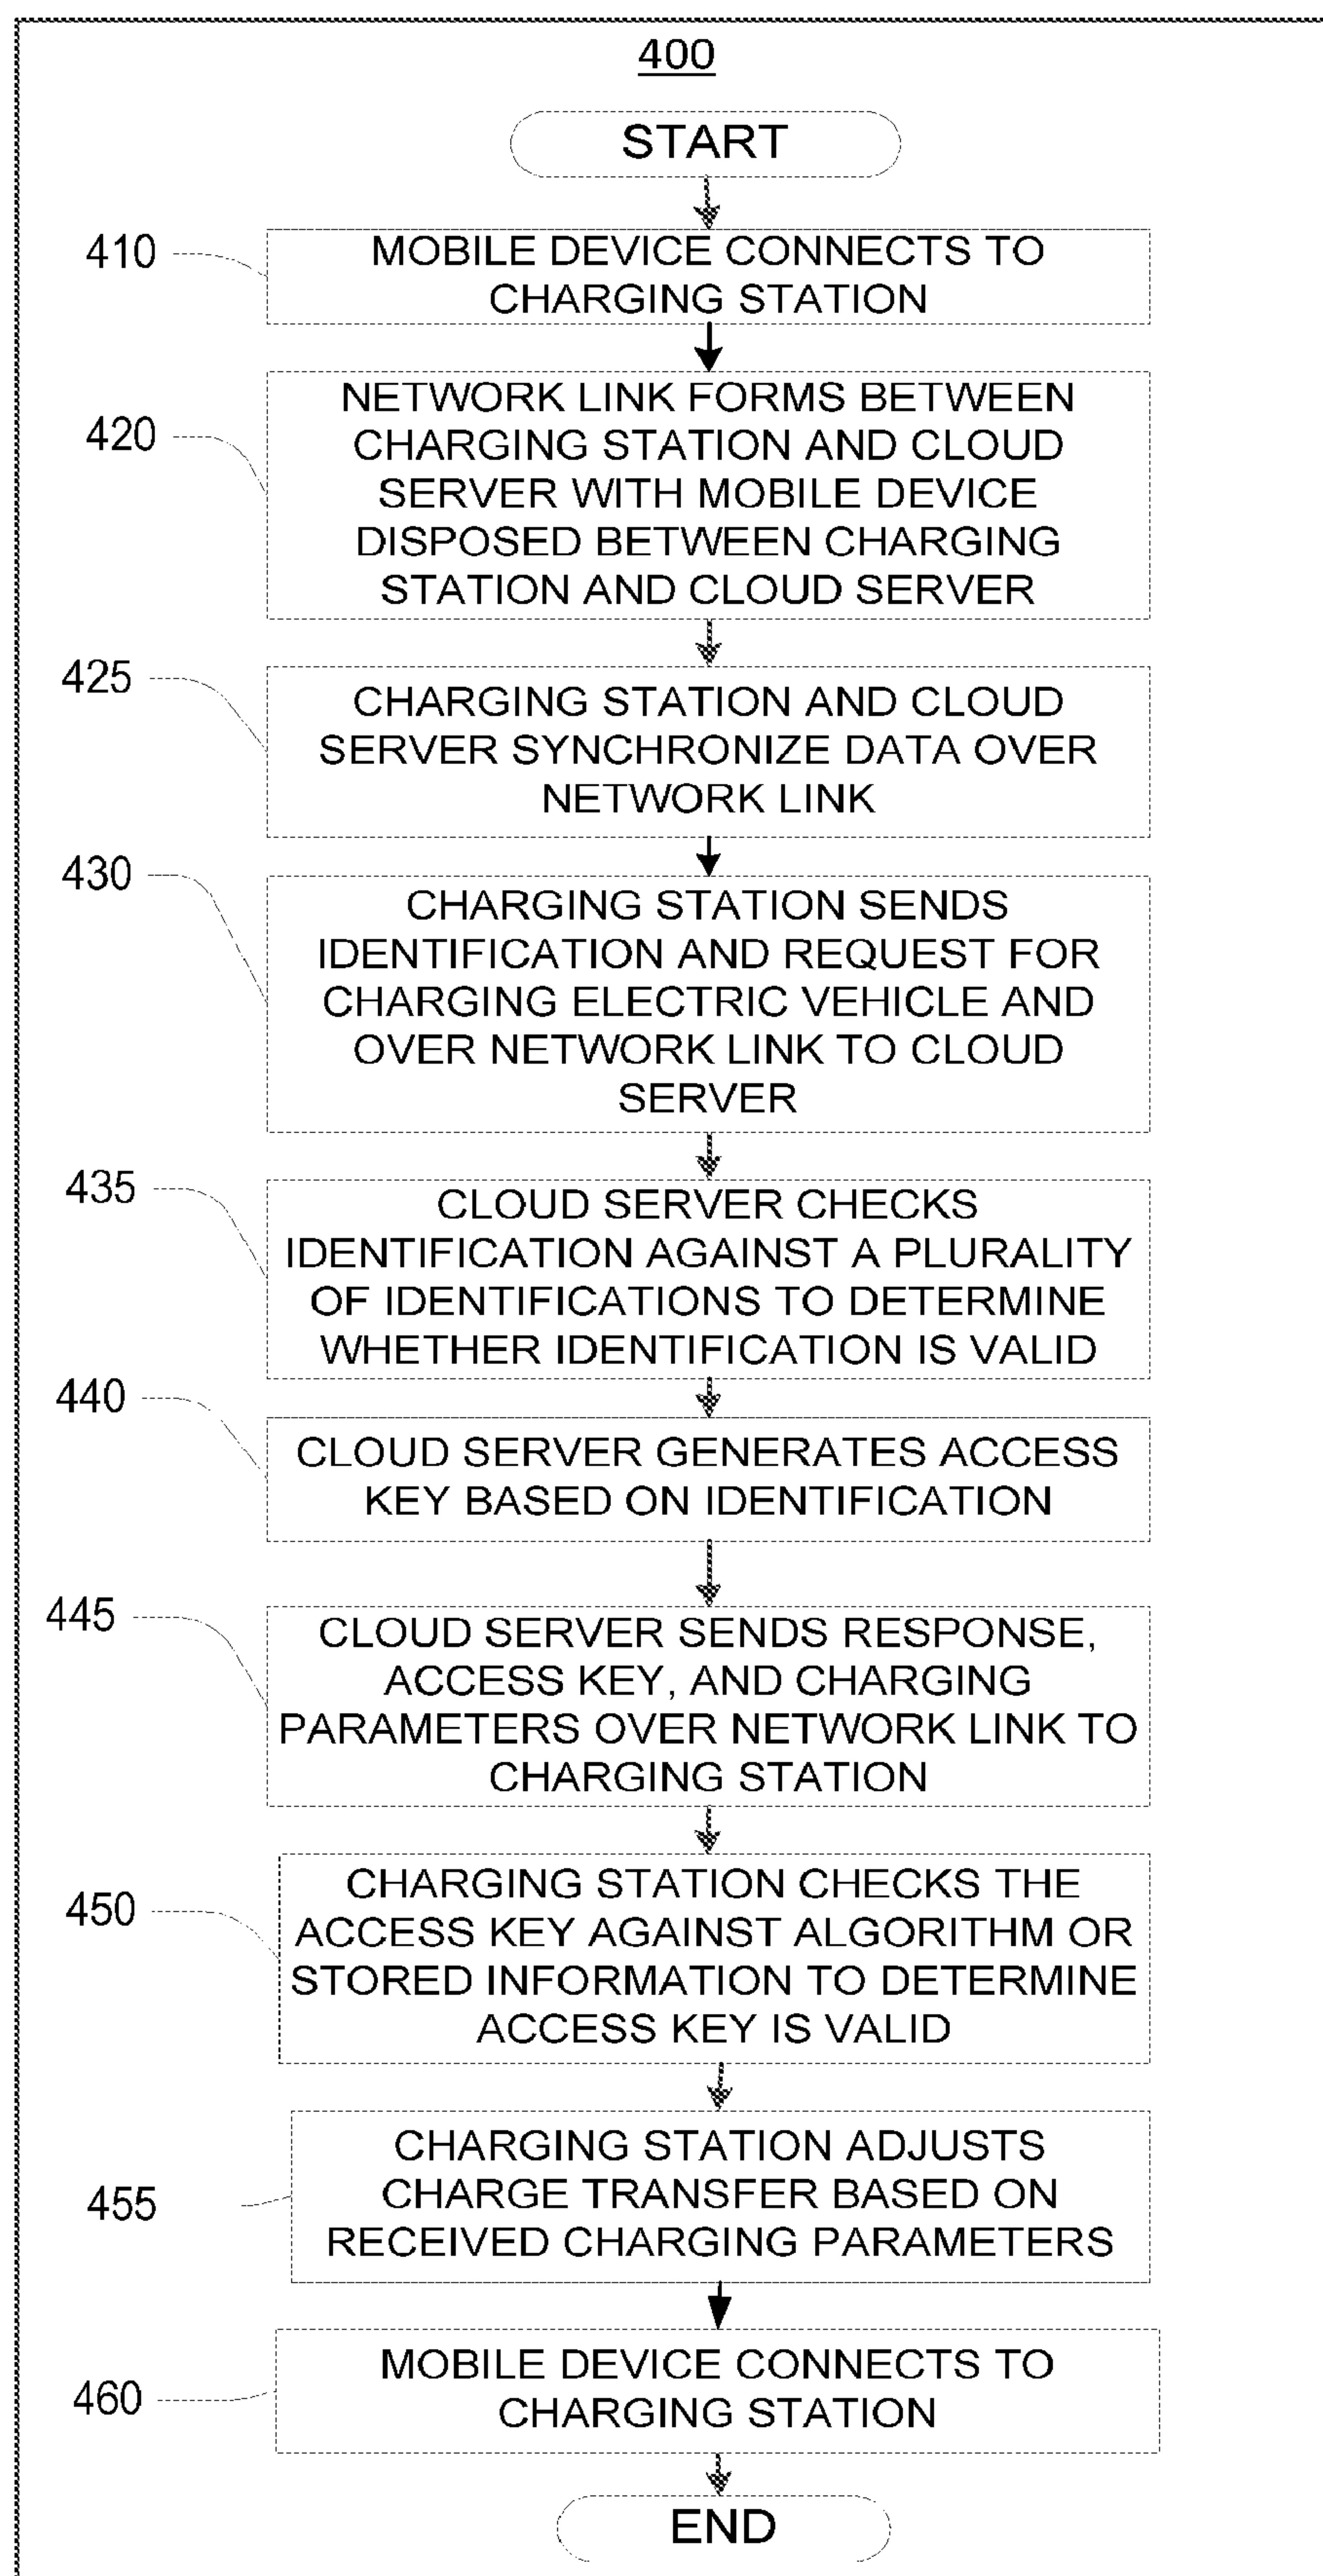 400
START
410
MOBILE DEVICE CONNECTS TO
CHARGING STATION
420
NETWORK LINK FORMS BETWEEN
CHARGING STATION AND CLOUD
SERVER WITH MOBILE DEVICE
DISPOSED BETWEEN CHARGING
STATION AND CLOUD SERVER
425
CHARGING STATION AND CLOUD
SERVER SYNCHRONIZE DATA OVER
NETWORK LINK
430
CHARGING STATION SENDS
IDENTIFICATION AND REQUEST FOR
CHARGING ELECTRIC VEHICLE AND
OVER NETWORK LINK TO CLOUD
SERVER
435
CLOUD SERVER CHECKS
IDENTIFICATION AGAINST A PLURALITY
OF IDENTIFICATIONS TO DETERMINE
WHETHER IDENTIFICATION IS VALID
440
CLOUD SERVER GENERATES ACCESS
KEY BASED ON IDENTIFICATION
445
CLOUD SERVER SENDS RESPONSE,
ACCESS KEY, AND CHARGING
PARAMETERS OVER NETWORK LINK TO
CHARGING STATION
450
CHARGING STATION CHECKS THE
ACCESS KEY AGAINST ALGORITHM OR
STORED INFORMATION TO DETERMINE
ACCESS KEY IS VALID
455
CHARGING STATION ADJUSTS
CHARGE TRANSFER BASED ON
RECEIVED CHARGING PARAMETERS
460
MOBILE DEVICE CONNECTS TO
CHARGING STATION
END